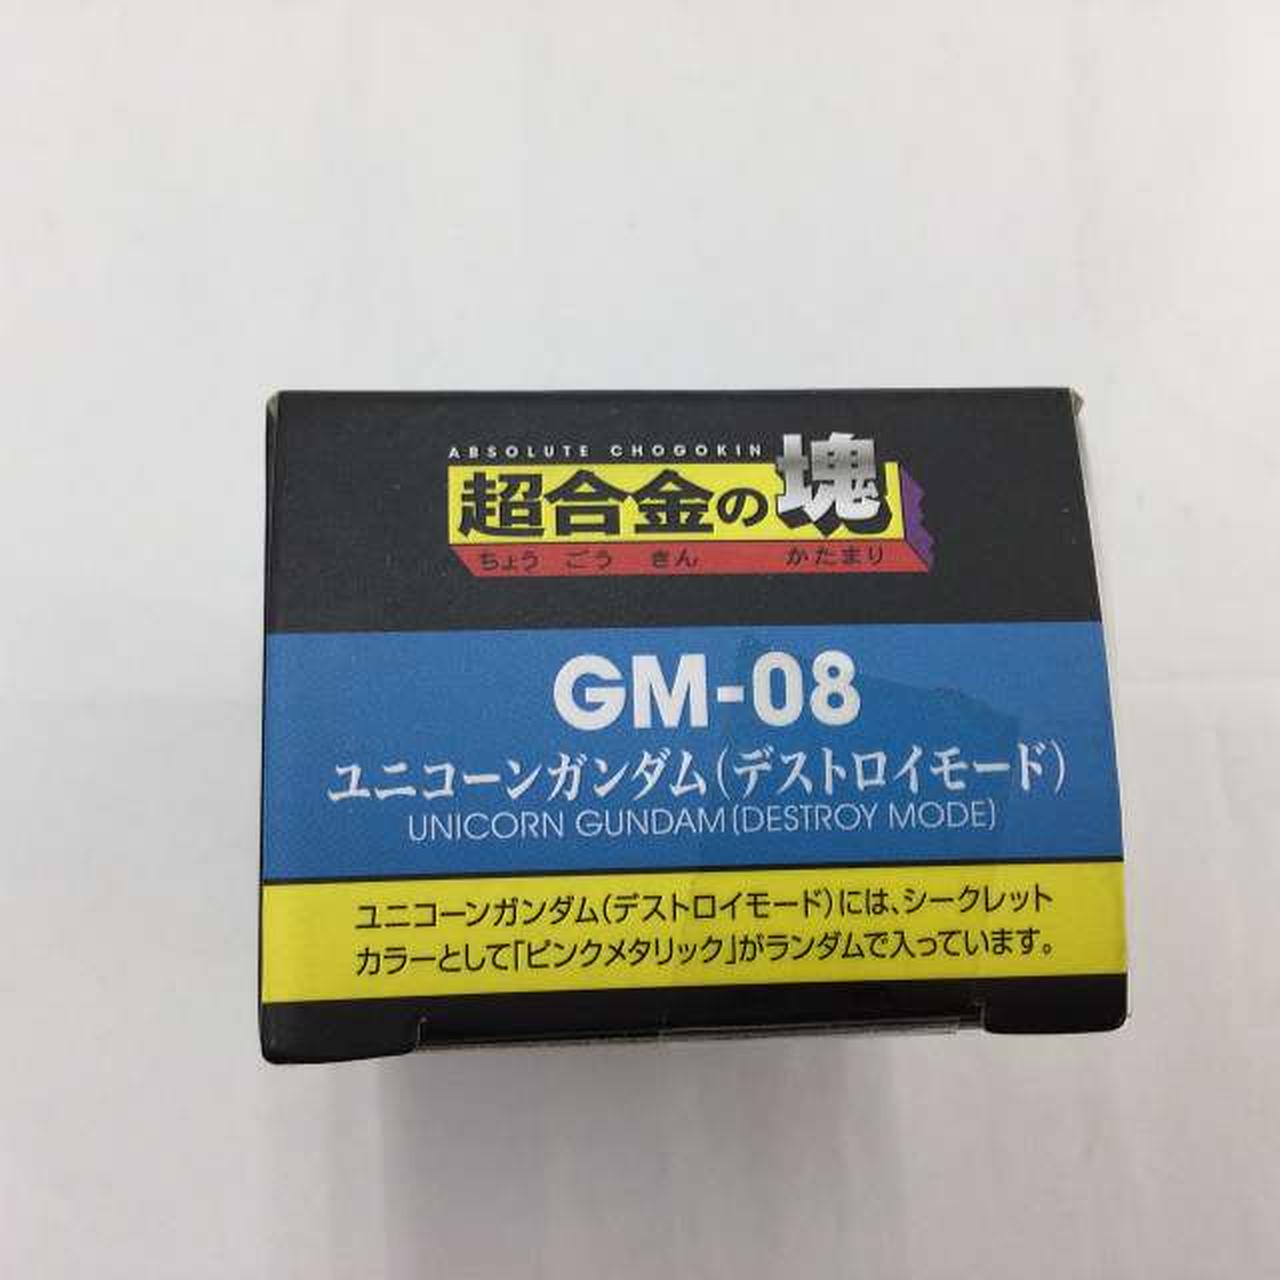 ABSOLUTE CHOGOKIN
超合金の塊
ちょう ごう きん かたまり
GM-08
ユニコーンガンダム(デストロイモード)
UNICORN GUNDAM(DESTROY MODE)
ユニコーンガンダム(デストロイモード)には、シークレット
カラーとして「ピンクメタリック」がランダムで入っています。